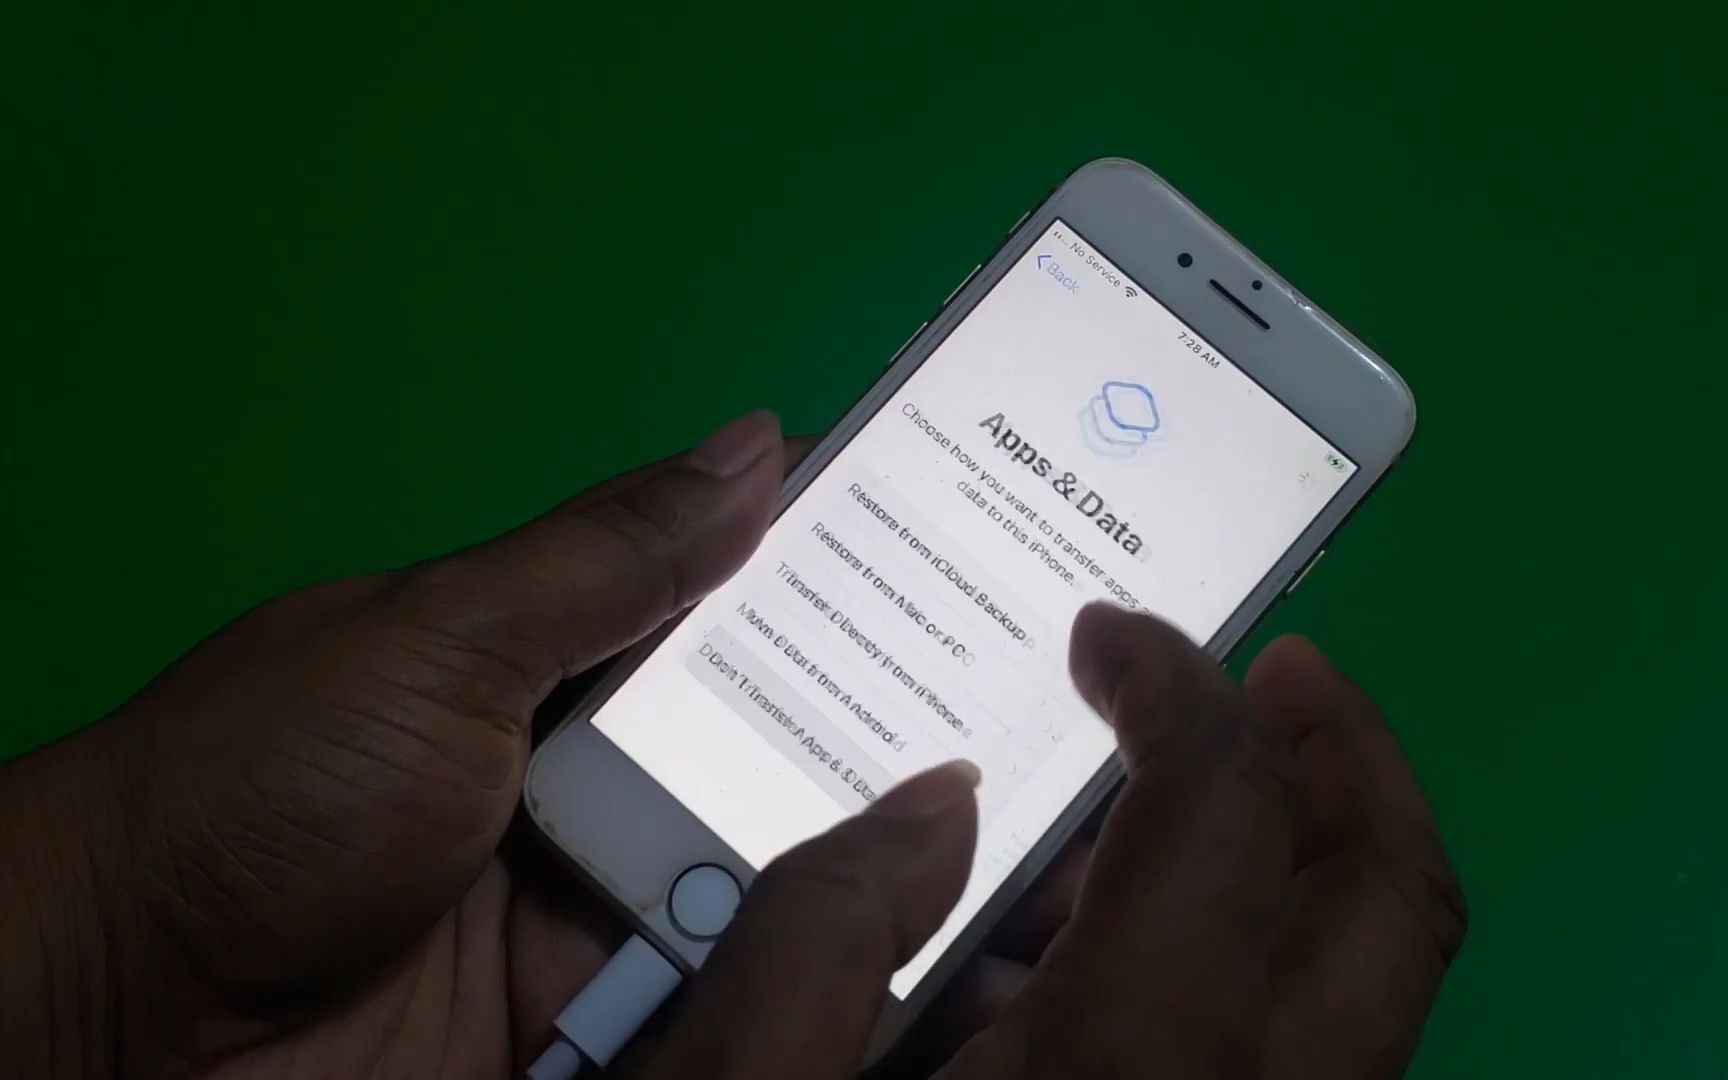 No Service
7:28 AM
Back
Apps & Data
Choose how you want to transfer apps
data to this iPhone.
Restore from iCloud Backup
Restore from Mac or PC
Transfer Directly from iPhone
Move Data from Android
Don't Transfer Apps & Data